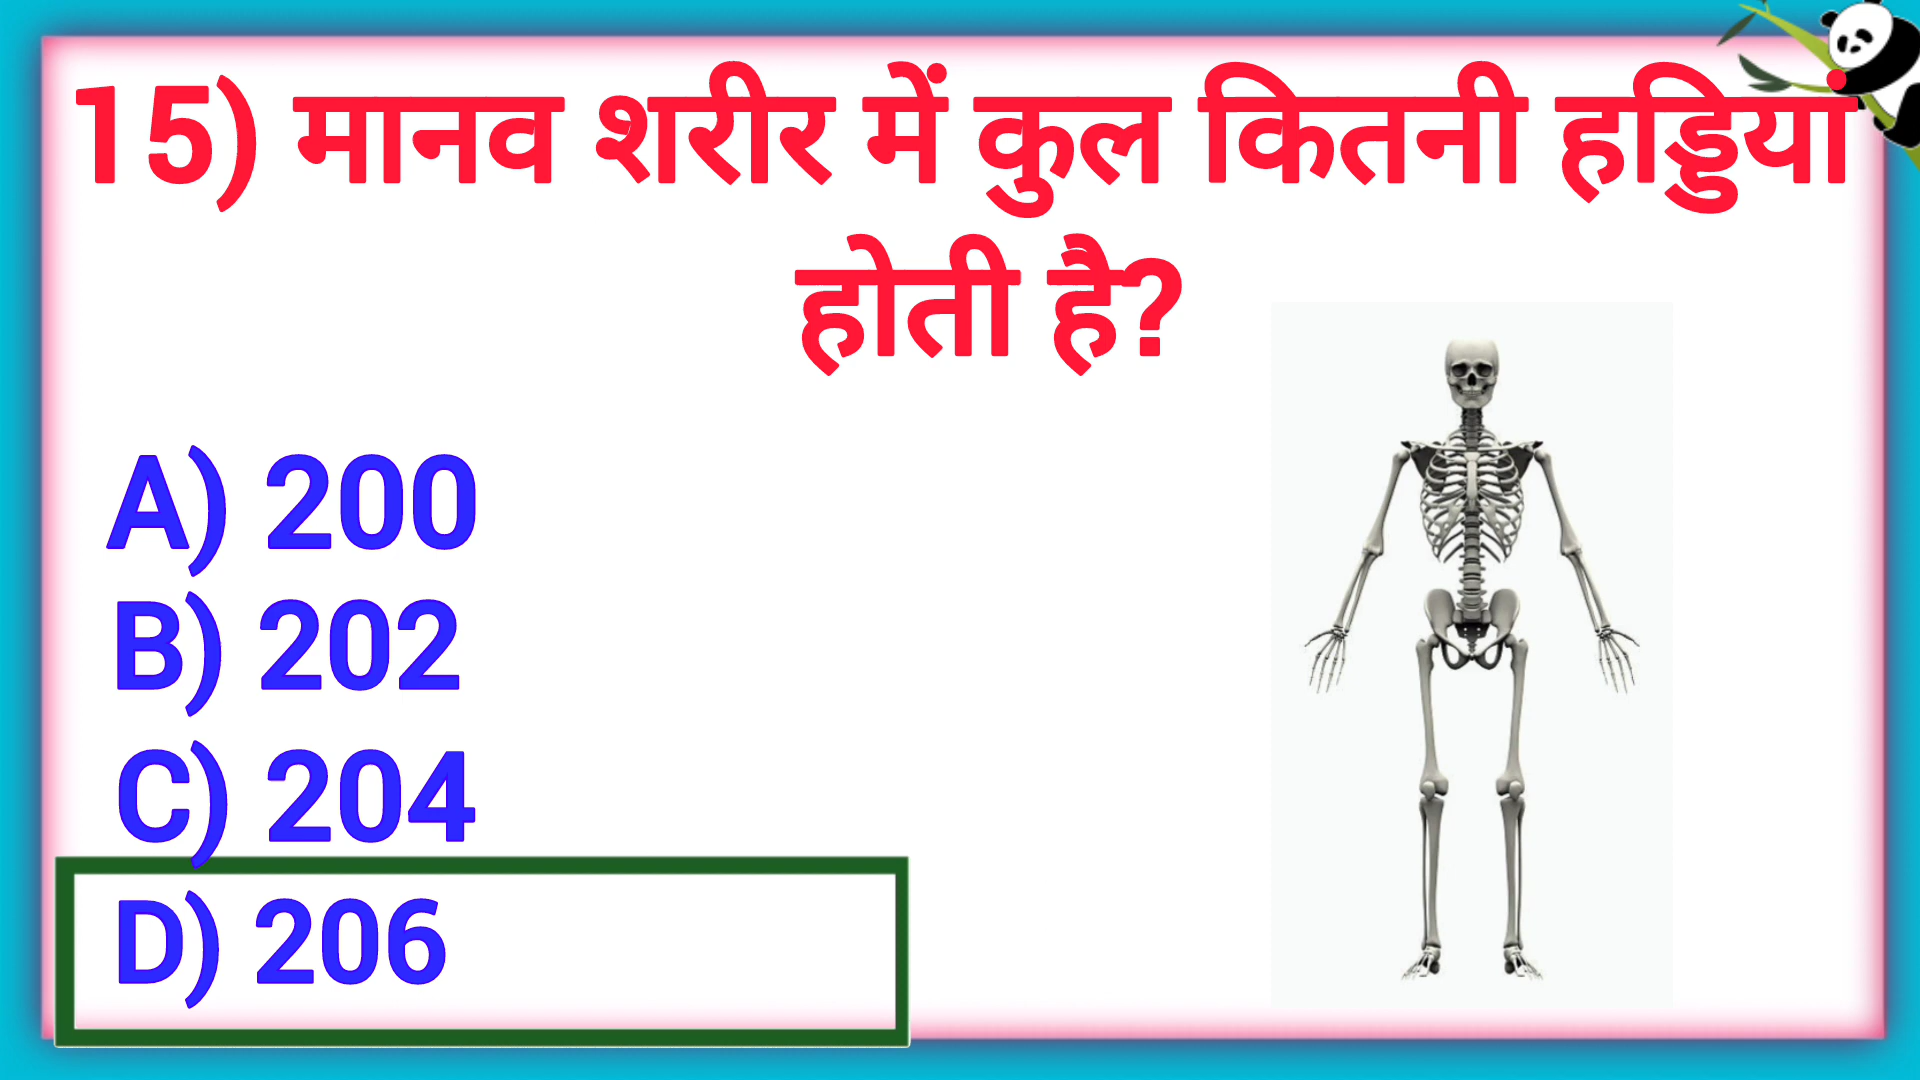 15) मानव शरीर में कुल कितनी हड्डिया
होती है?
A) 200
B) 202
C) 204
D) 206